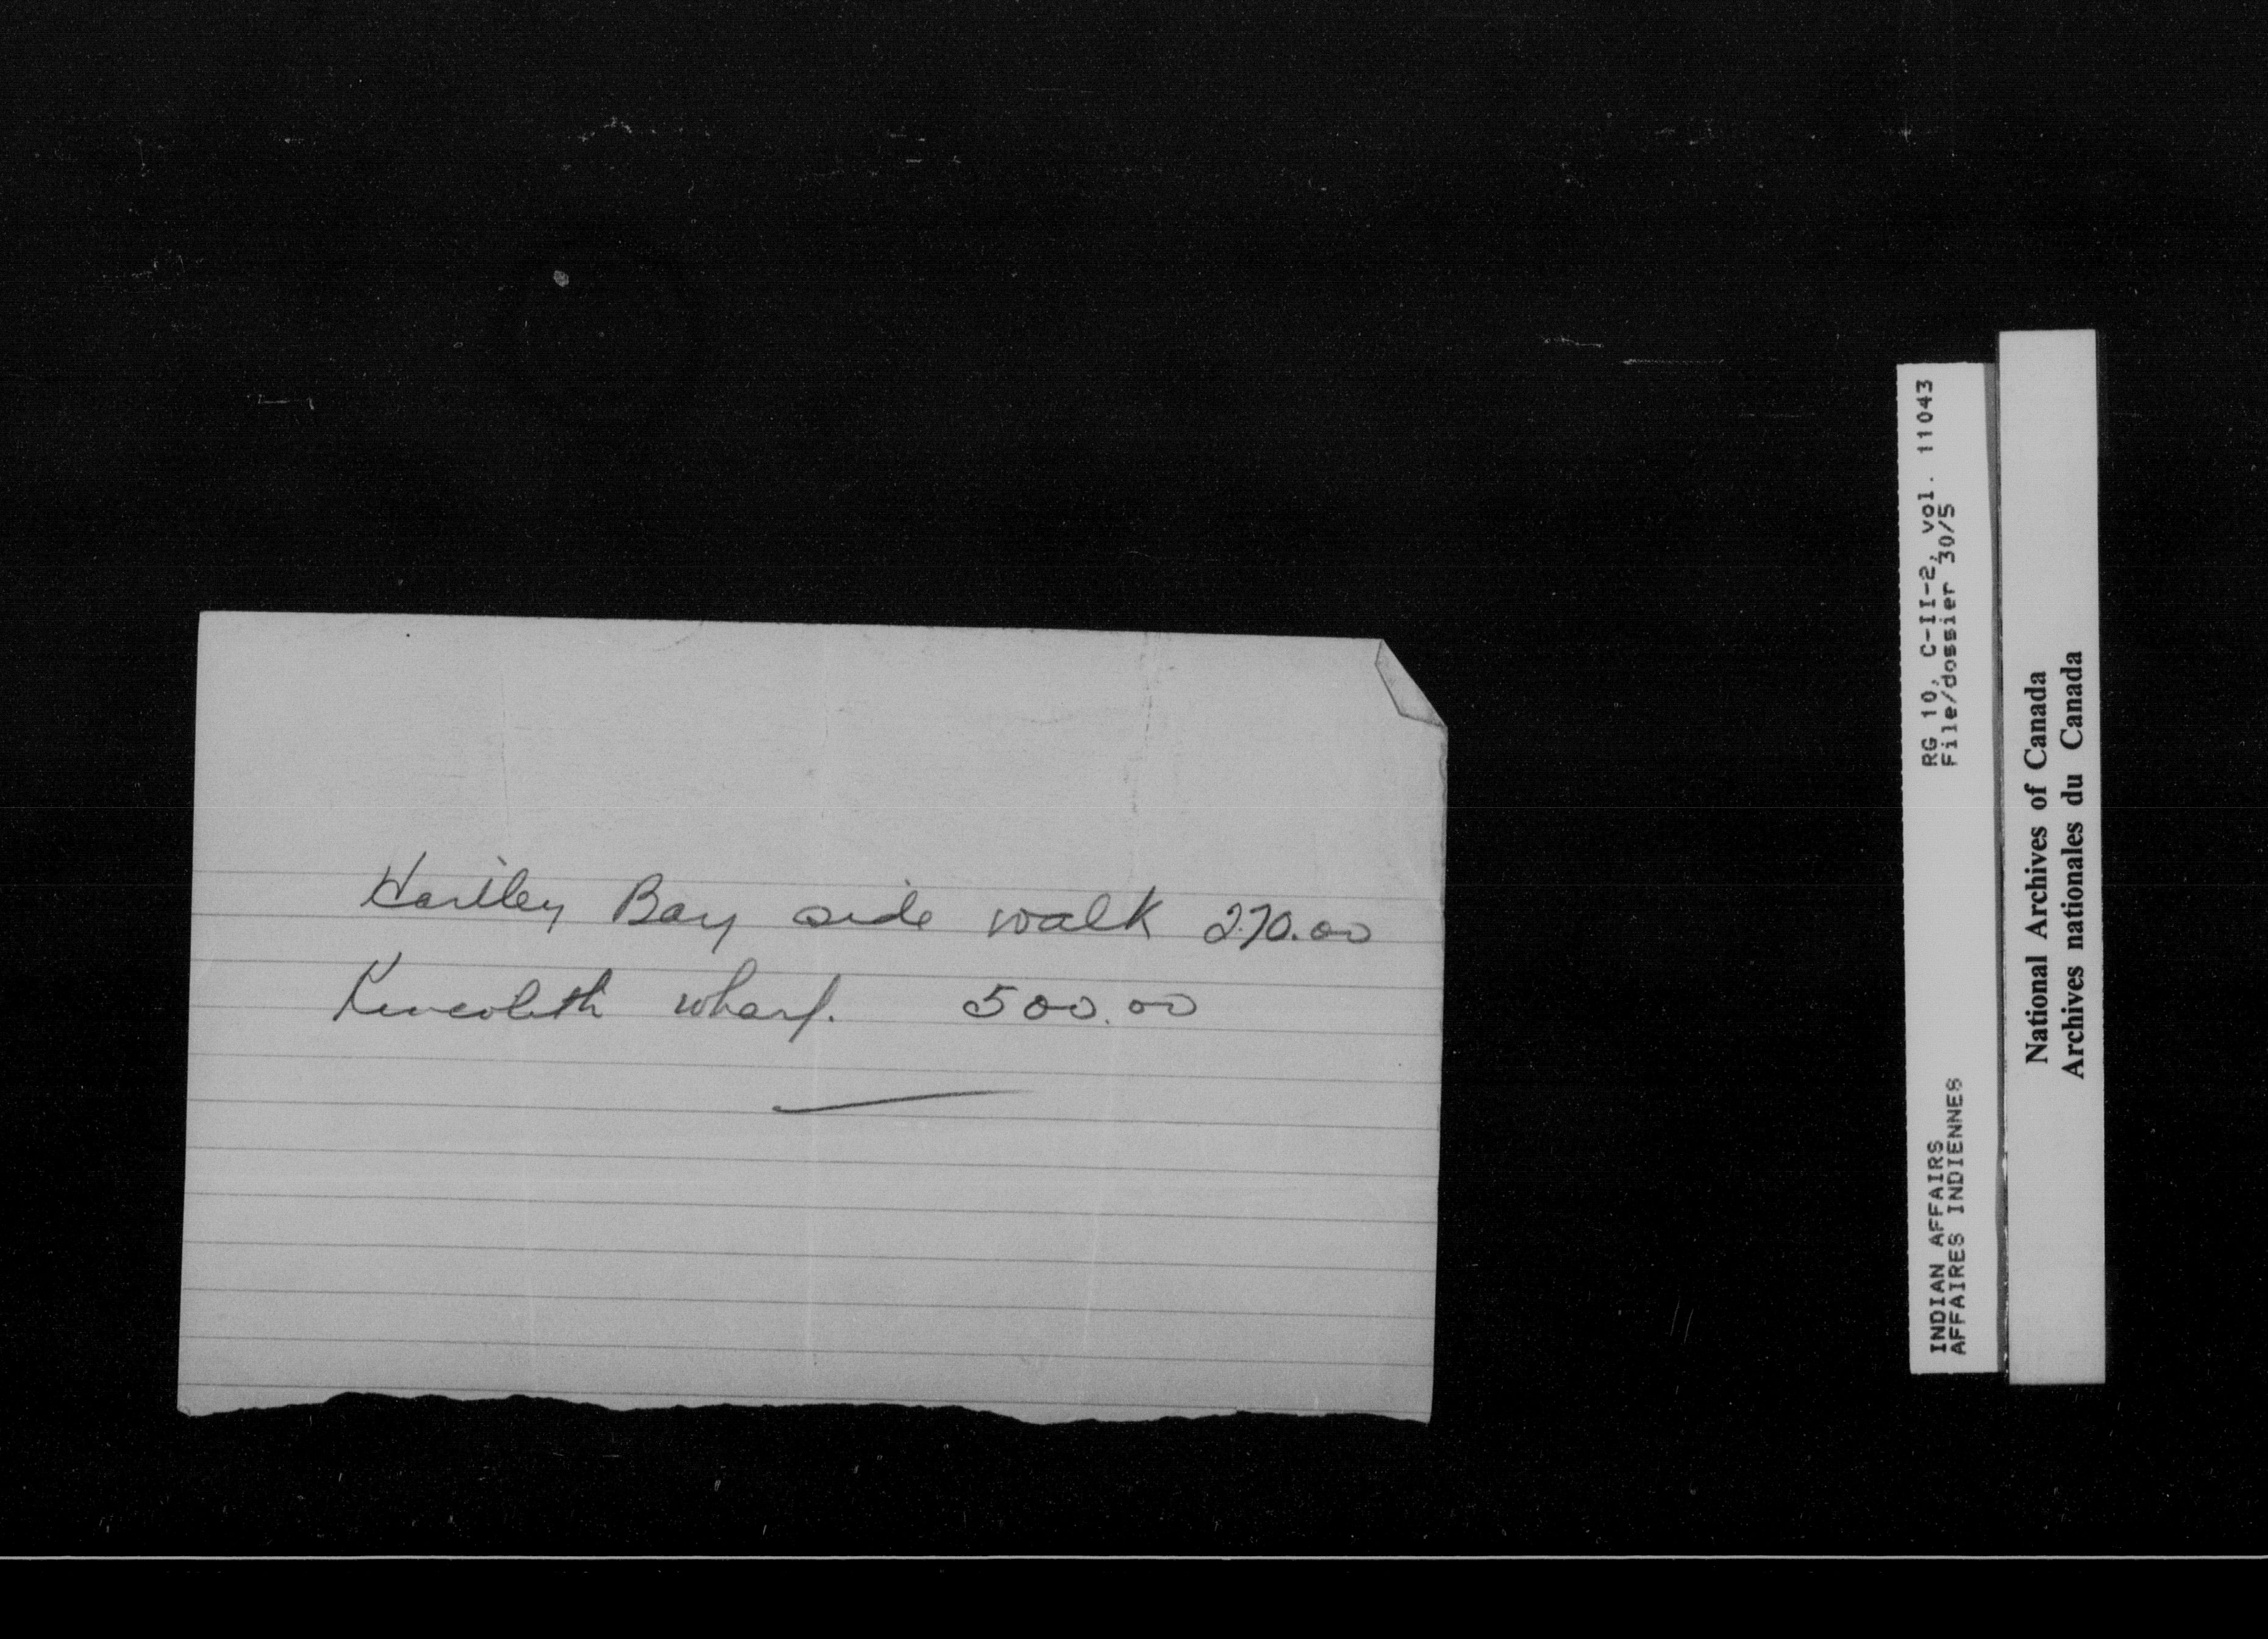 Hartley Bay side walk 270.00
Kincolith wharf. 500.00
RG 10, C-II-2, vol. 11043
File/dossier 30/5
INDIAN AFFAIRS
AFFAIRES INDIENNES
National Archives of Canada
Archives nationales du Canada